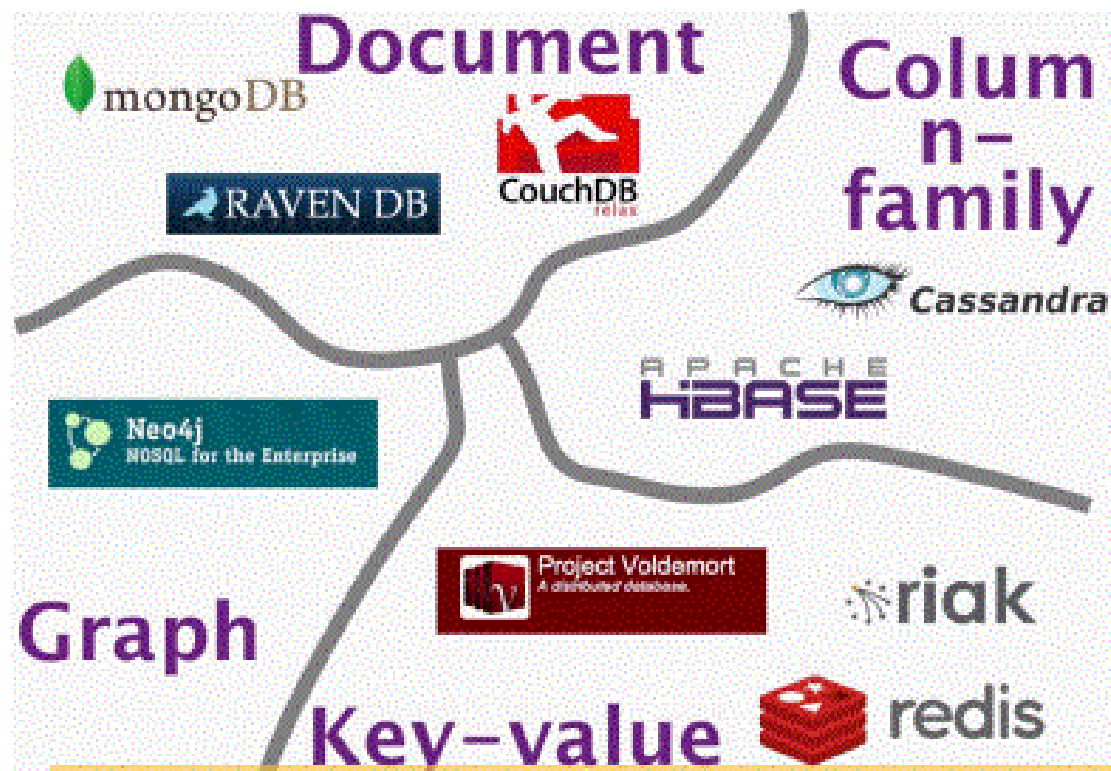 Document
mongoDB
Colum
n-
family
CouchDB
relax
RAVEN DB
Cassandra
APACHE
HBASE
Neo4j
NOSQL for the Enterprise
Project Voldemort
A distributed database.
riak
Graph
redis
Key-value